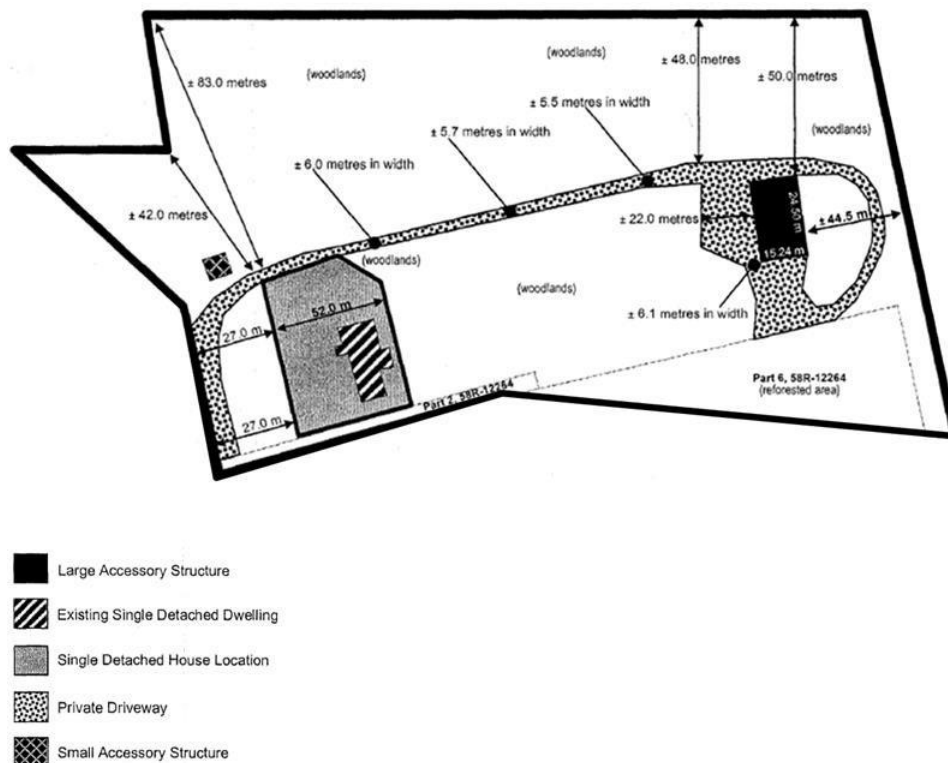 (woodlands)
(woodlands)
± 48.0 metres
± 83.0 metres
± 50.0 metres
± 5.5 metres in width
± 5.7 metres in width
(woodlands)
± 6.0 metres in width
± 42.0 metres
± 22.0 metres
24.50 m
± 44.5 m
15.24 m
(woodlands)
(woodlands)
52.0 m
27.0 m
± 6.1 metres in width
27.0 m
Part 2, 58R-12264
Part 6, 58R-12264
(reforested area)
Large Accessory Structure
Existing Single Detached Dwelling
Single Detached House Location
Private Driveway
Small Accessory Structure